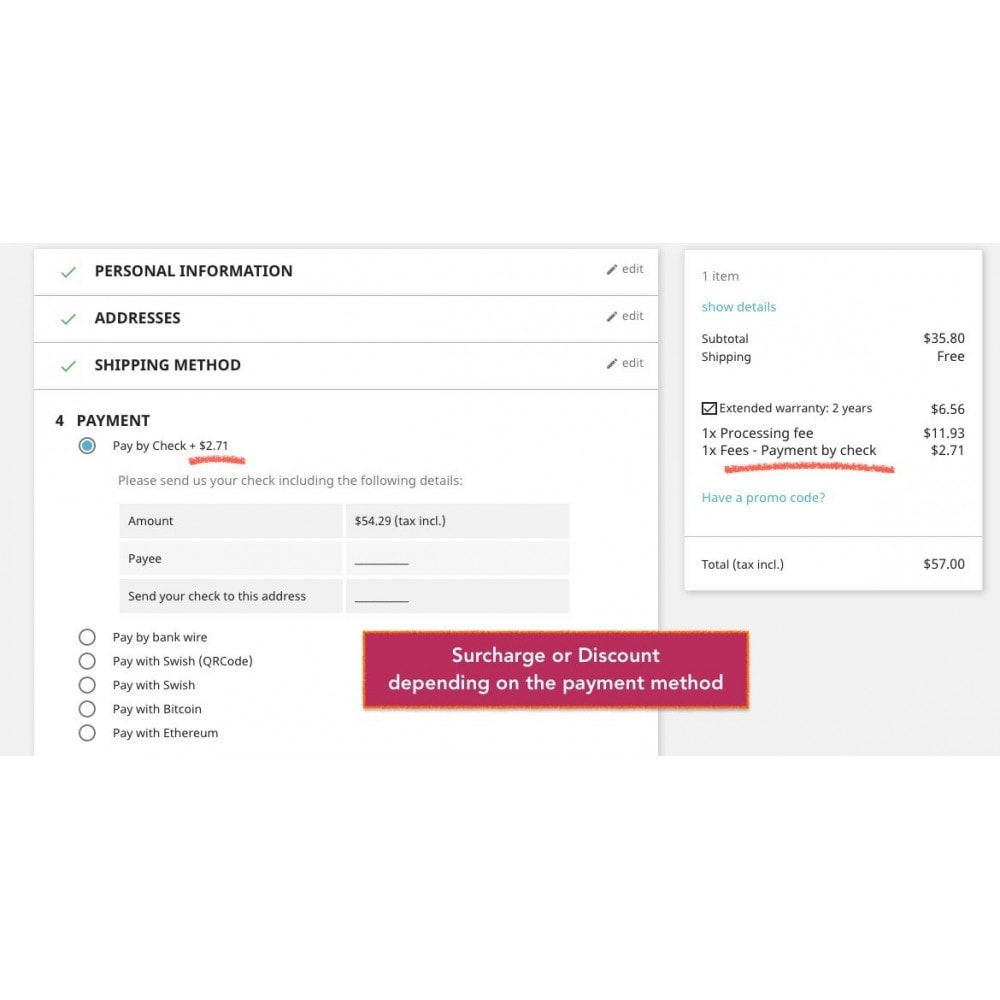 PERSONAL INFORMATION
edit
ADDRESSES
edit
SHIPPING METHOD
edit
4 PAYMENT
Pay by Check + $2.71
Please send us your check including the following details:
Amount $54.29 (tax incl.)
Payee _________
Send your check to this address _________
Pay by bank wire
Pay with Swish (QRCode)
Pay with Swish
Pay with Bitcoin
Pay with Ethereum
Surcharge or Discount
depending on the payment method
1 item
show details
Subtotal $35.80
Shipping Free
Extended warranty: 2 years $6.56
1x Processing fee $11.93
1x Fees - Payment by check $2.71
Have a promo code?
Total (tax incl.) $57.00